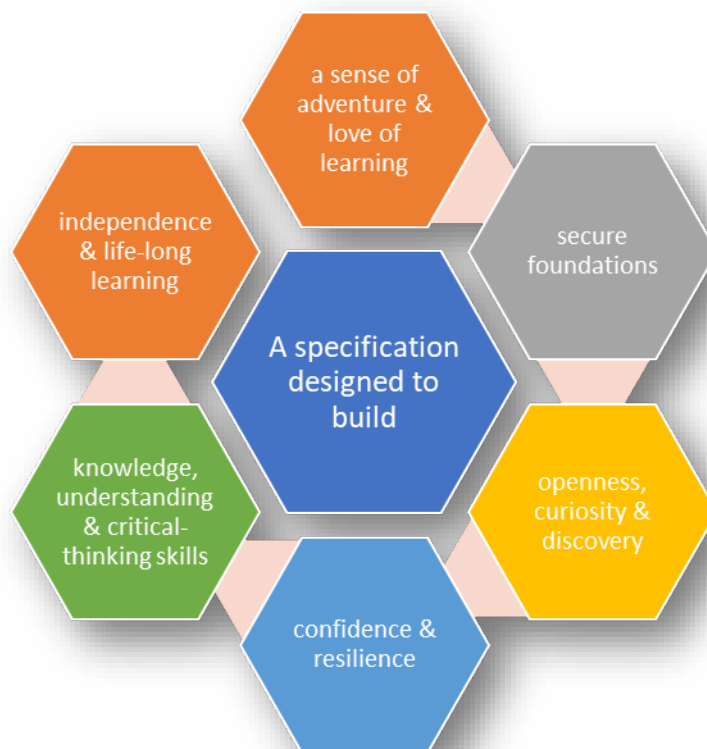 a sense of
adventure &
love of
learning
secure
foundations
openness,
curiosity &
discovery
confidence &
resilience
knowledge,
understanding
& critical-
thinking skills
independence
& life-long
learning
A specification
designed to
build